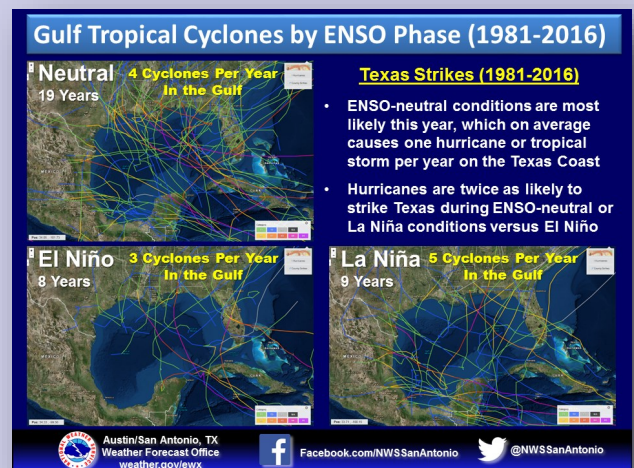 Gulf Tropical Cyclones by ENSO Phase (1981-2016)
Neutral
19 Years
4 Cyclones Per Year
In the Gulf
Texas Strikes (1981-2016)
• ENSO-neutral conditions are most
likely this year, which on average
causes one hurricane or tropical
storm per year on the Texas Coast
• Hurricanes are twice as likely to
strike Texas during ENSO-neutral or
La Niña conditions versus El Niño
El Niño
8 Years
3 Cyclones Per Year
In the Gulf
La Niña
9 Years
5 Cyclones Per Year
In the Gulf
Austin/San Antonio, TX
Weather Forecast Office
weather.gov/ewx
Facebook.com/NWSSanAntonio
@NWSSanAntonio